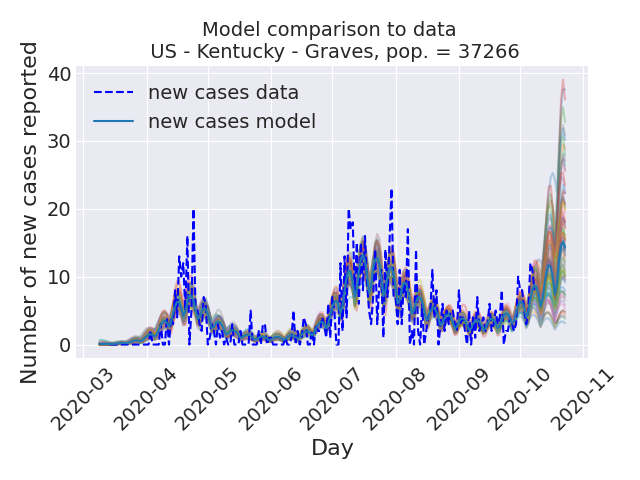 Model comparison to data
US - Kentucky - Graves, pop. = 37266
Number of new cases reported
40
30
20
10
0
new cases data
new cases model
2020-03
2020-04
2020-05
2020-06
2020-07
2020-08
2020-09
2020-10
2020-11
Day